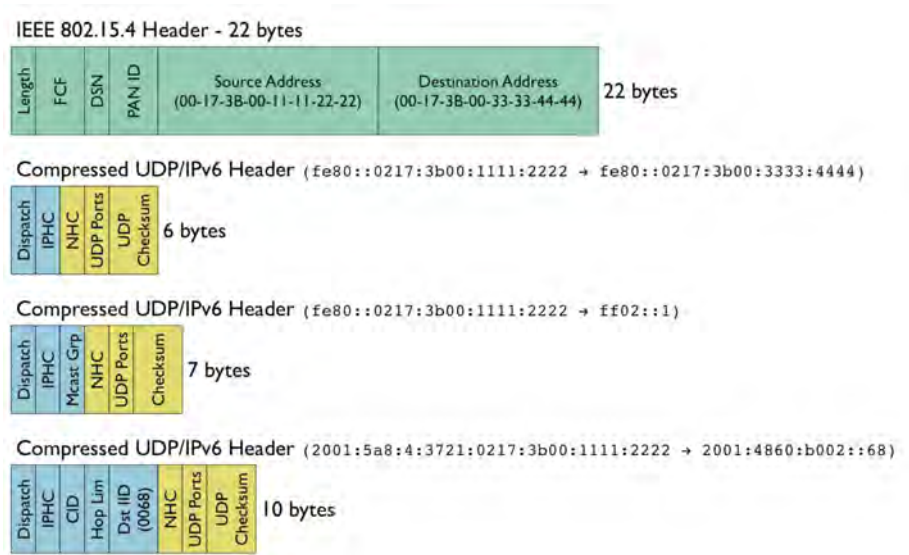 IEEE 802.15.4 Header - 22 bytes
Length
FCF
DSN
PAN ID
Source Address
(00-17-3B-00-11-11-22-22)
Destination Address
(00-17-3B-00-33-33-44-44)
22 bytes
Compressed UDP/IPv6 Header (fe80::0217:3b00:1111:2222 → fe80::0217:3b00:3333:4444)
Dispatch
IPHC
NHC
UDP Ports
UDP
Checksum
6 bytes
Compressed UDP/IPv6 Header (fe80::0217:3b00:1111:2222 → ff02::1)
Dispatch
IPHC
Mcast Grp
NHC
UDP Ports
Checksum
7 bytes
Compressed UDP/IPv6 Header (2001:5a8:4:3721:0217:3b00:1111:2222 → 2001:4860:b002::68)
Dispatch
IPHC
CID
Hop Lim
Dst IID
(0068)
NHC
UDP Ports
UDP
Checksum
10 bytes